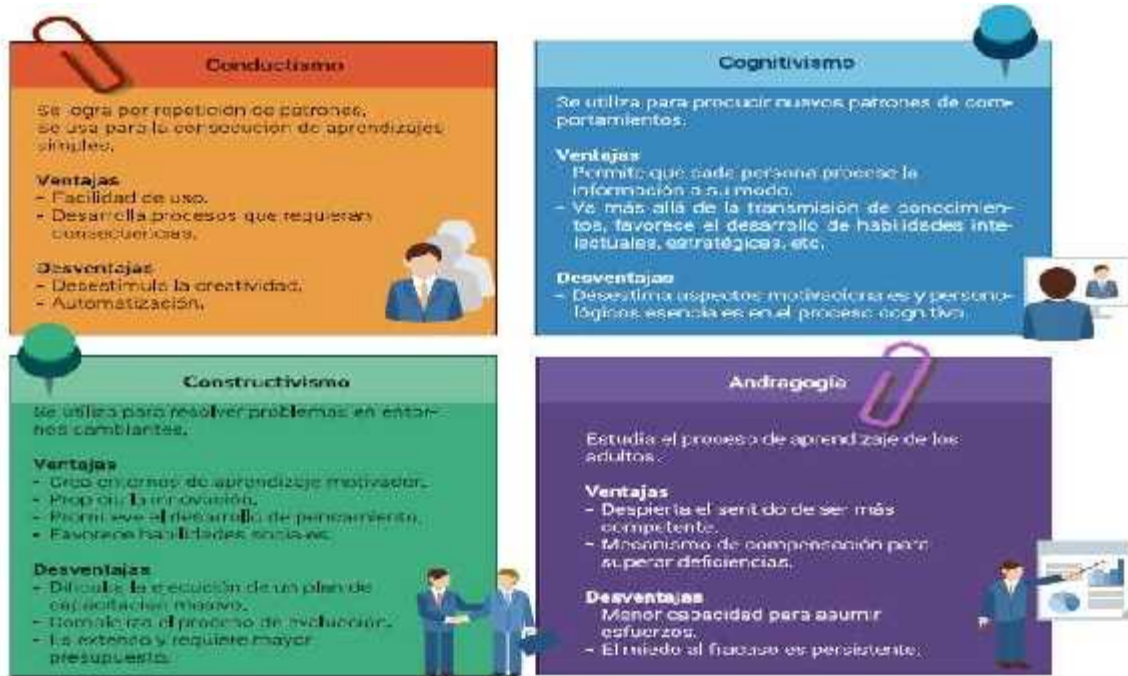 Conductismo
Se logra por repetición de patrones.
Se usa para la consecución de aprendizajes
simples.
Ventajas
- Facilidad de uso.
- Desarrolla procesos que requieran
consecuencias.
Desventajas
- Desestimula la creatividad.
- Automatización.
Cognitivismo
Se utiliza para producir nuevos patrones de com-
portamientos.
Ventajas
- Permite que cada persona procese la
información a su modo.
- Va más allá de la transmisión de conocimien-
tos, favorece el desarrollo de habilidades inte-
lectuales, estratégicas, etc.
Desventajas
- Desestima aspectos motivacionales y perso-
lógicos esenciales en el proceso cognitivo.
Constructivismo
Se utiliza para resolver problemas en entor-
nos cambiantes.
Ventajas
- Crea entornos de aprendizaje motivador.
- Propicia la innovación.
- Promueve el desarrollo de pensamiento.
- Favorece habilidades sociales.
Desventajas
- Dificulta la ejecución de un plan de
capacitación masivo.
- el proceso de evaluación.
- Es extenso y requiere mayor
presupuesto.
Andragogía
Estudia el proceso de aprendizaje de los
adultos.
Ventajas
- Despierta el sentido de ser más
competente.
- Mecanismo de compensación para
superar deficiencias.
Desventajas
- Menor capacidad para asumir
esfuerzos.
- El miedo al fracaso es persistente.